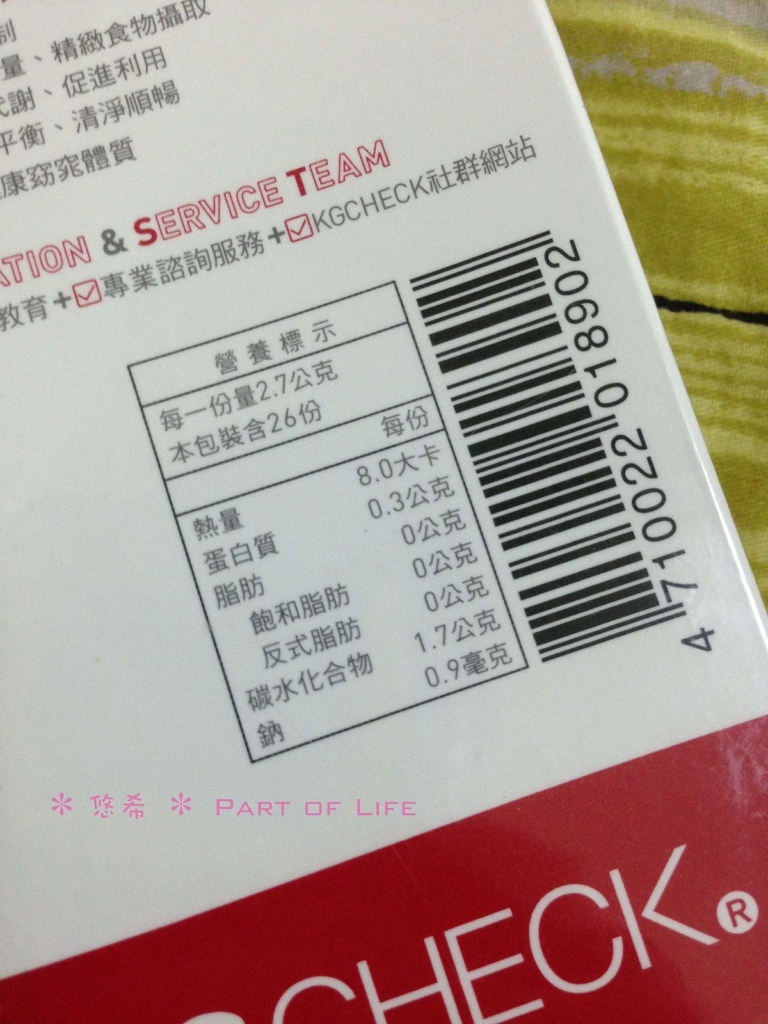 制
量、精緻食物攝取
代謝、促進利用
平衡、清淨順暢
康窈窕體質
ATION & SERVICE TEAM
教育+☑專業諮詢服務+☑KGCHECK社群網站
營養標示
每一份量2.7公克
本包裝含26份
每份
熱量 8.0大卡
蛋白質 0.3公克
脂肪 0公克
飽和脂肪 0公克
反式脂肪 0公克
碳水化合物 1.7公克
鈉 0.9毫克
4 710022 018902
* 悠希 * PART OF LIFE
GCHECK®